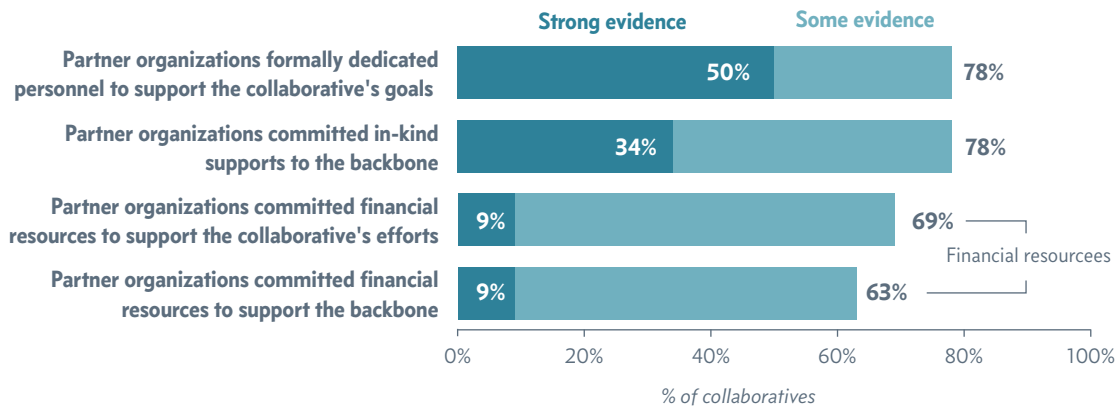 Strong evidence
Some evidence
Partner organizations formally dedicated
personnel to support the collaborative's goals
50%
78%
Partner organizations committed in-kind
supports to the backbone
34%
78%
Partner organizations committed financial
resources to support the collaborative's efforts
9%
69%
Financial resourcees
Partner organizations committed financial
resources to support the backbone
9%
63%
0%
20%
40%
60%
80%
100%
% of collaboratives